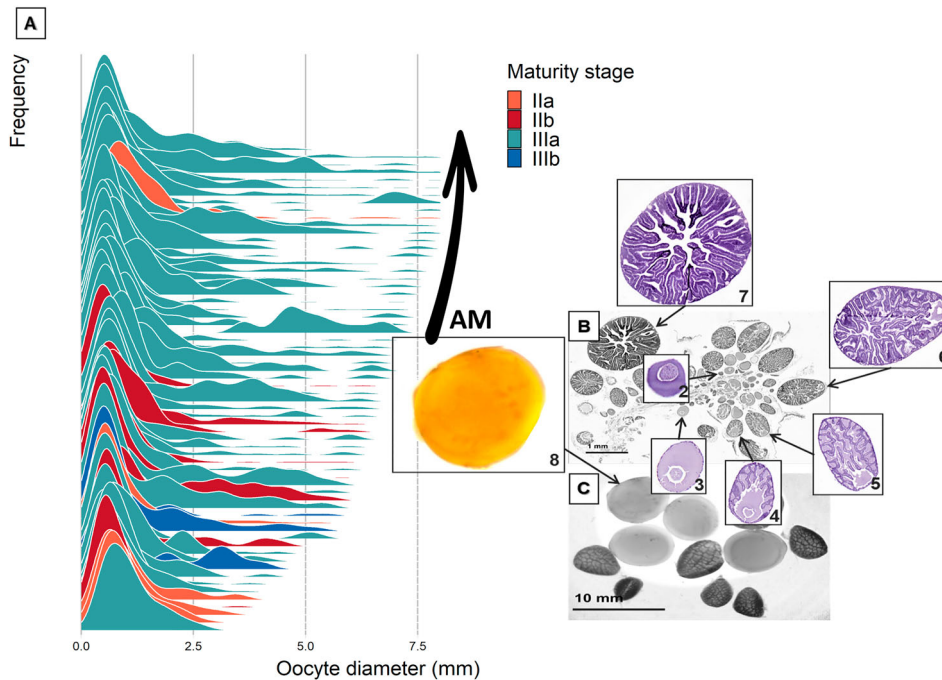 A
Frequency
Maturity stage
IIa
IIb
IIIa
IIIb
AM
7
B
2
1 mm
3
4
5
8
C
10 mm
0.0 2.5 5.0 7.5
Oocyte diameter (mm)